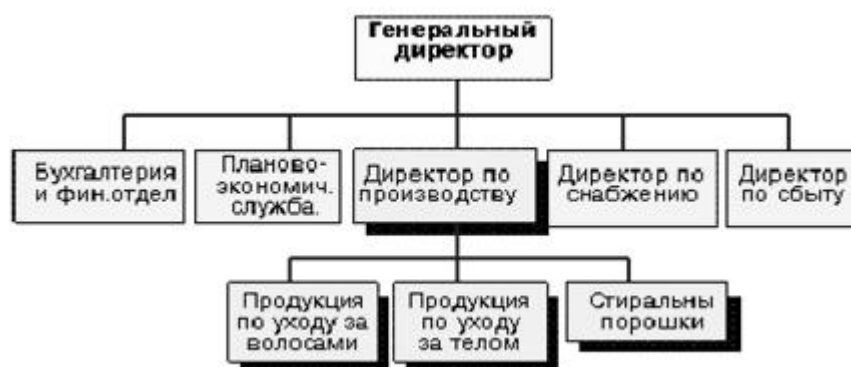 Генеральный
директор
Бухгалтерия
и фин.отдел
Планово-
экономич.
служба.
Директор по
производству
Директор по
снабжению
Директор
по сбыту
Продукция
по уходу за
волосами
Продукция
по уходу
за телом
Стиральны
порошки